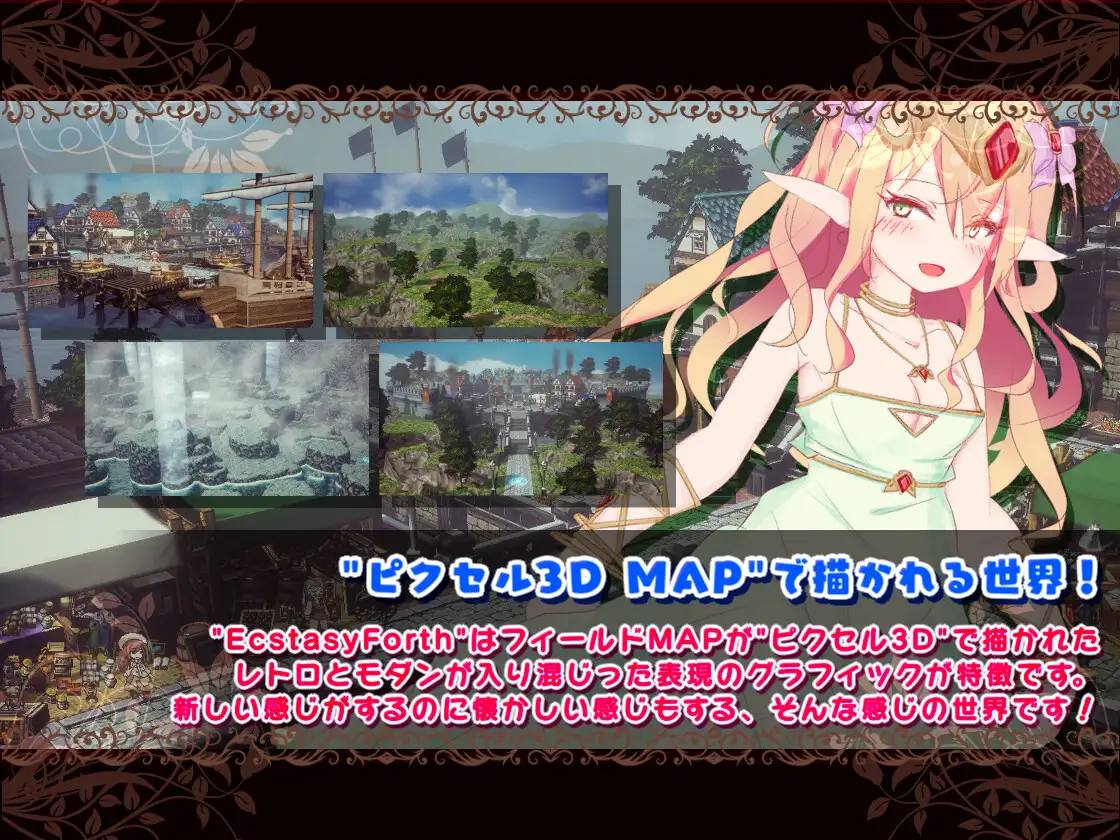 "ピクセル3D MAP"で描かれる世界！
"EcstasyForth"はフィールドMAPが"ピクセル3D"で描かれた
レトロとモダンが入り混じった表現のグラフィックが特徴です。
新しい感じがするのに懐かしい感じもする、そんな感じの世界です！